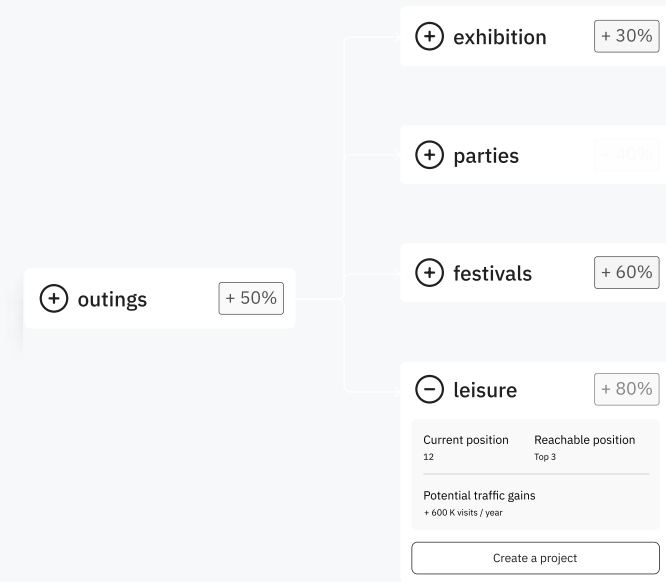 exhibition + 30%
parties
outings + 50%
festivals + 60%
leisure + 80%
Current position Reachable position
12 Top 3
Potential traffic gains
+ 600 K visits / year
Create a project